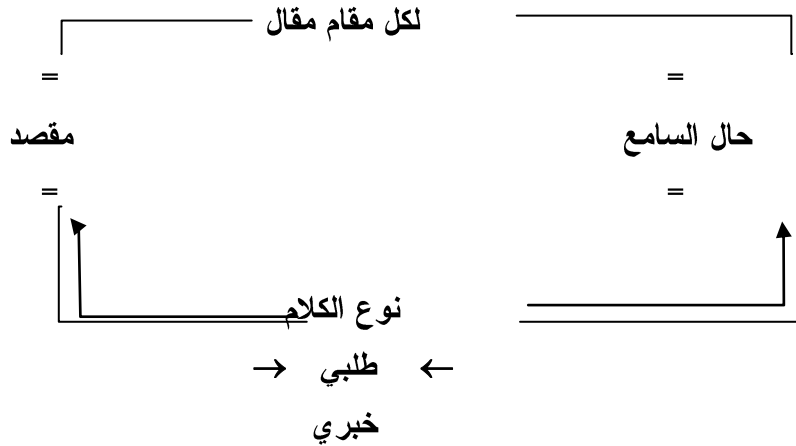 لكل مقام مقال
= =
حال السامع مقصد
= =
نوع الكلام
→ طلبي ←
خبري